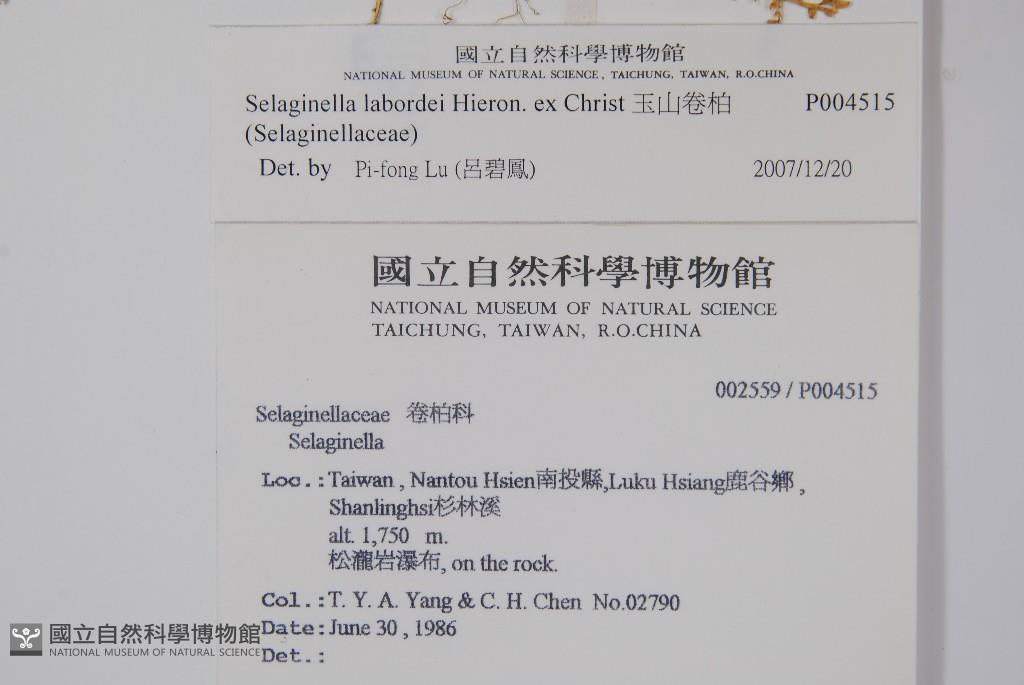 國立自然科學博物館
NATIONAL MUSEUM OF NATURAL SCIENCE, TAICHUNG, TAIWAN, R.O.CHINA
Selaginella labordei Hieron. ex Christ 玉山卷柏 P004515
(Selaginellaceae)
Det. by Pi-fong Lu (呂碧鳳) 2007/12/20
國立自然科學博物館
NATIONAL MUSEUM OF NATURAL SCIENCE
TAICHUNG, TAIWAN, R.O.CHINA
002559 / P004515
Selaginellaceae 卷柏科
Selaginella
Loc.: Taiwan , Nantou Hsien南投縣,Luku Hsiang鹿谷鄉 ,
Shanlinghsi杉林溪
alt. 1,750 m.
松瀧岩瀑布, on the rock.
Col.: T. Y. A. Yang & C. H. Chen No.02790
Date: June 30 , 1986
Det.:
國立自然科學博物館
NATIONAL MUSEUM OF NATURAL SCIENCE